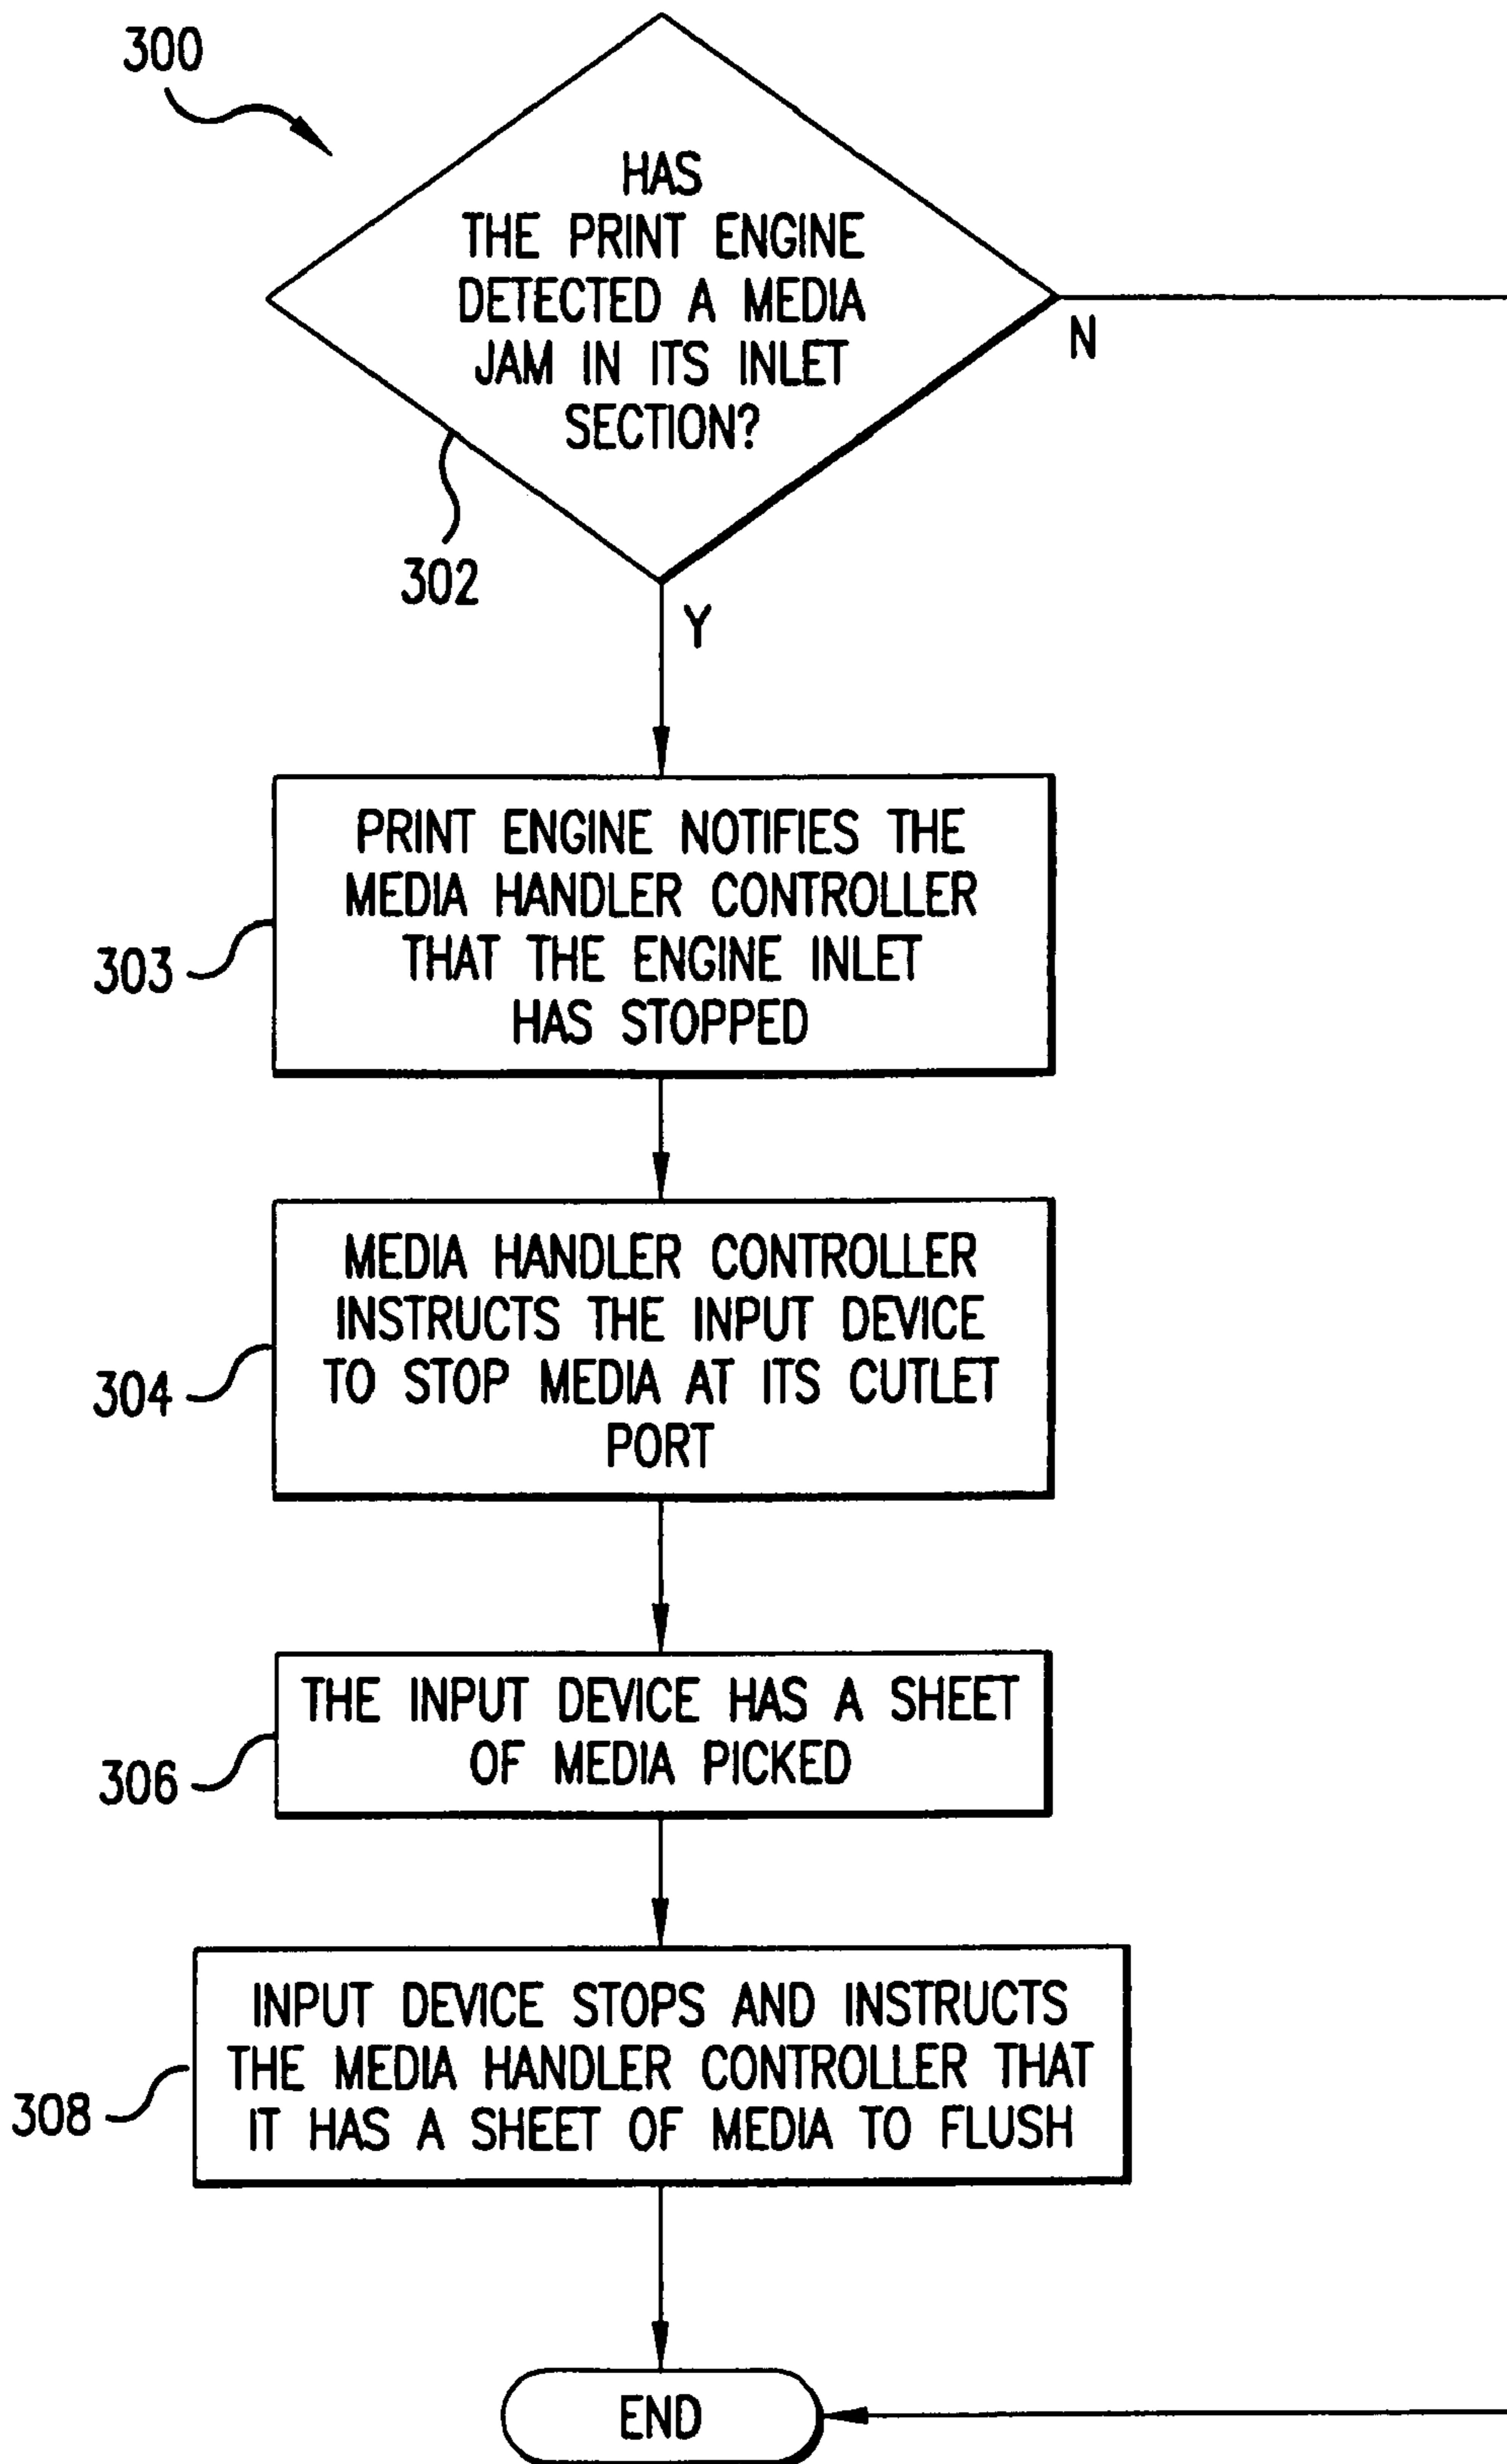 300
HAS
THE PRINT ENGINE
DETECTED A MEDIA
JAM IN ITS INLET
SECTION?
N
302
Y
PRINT ENGINE NOTIFIES THE
MEDIA HANDLER CONTROLLER
THAT THE ENGINE INLET
HAS STOPPED
303
MEDIA HANDLER CONTROLLER
INSTRUCTS THE INPUT DEVICE
TO STOP MEDIA AT ITS CUTLET
PORT
304
THE INPUT DEVICE HAS A SHEET
OF MEDIA PICKED
306
INPUT DEVICE STOPS AND INSTRUCTS
THE MEDIA HANDLER CONTROLLER THAT
IT HAS A SHEET OF MEDIA TO FLUSH
308
END